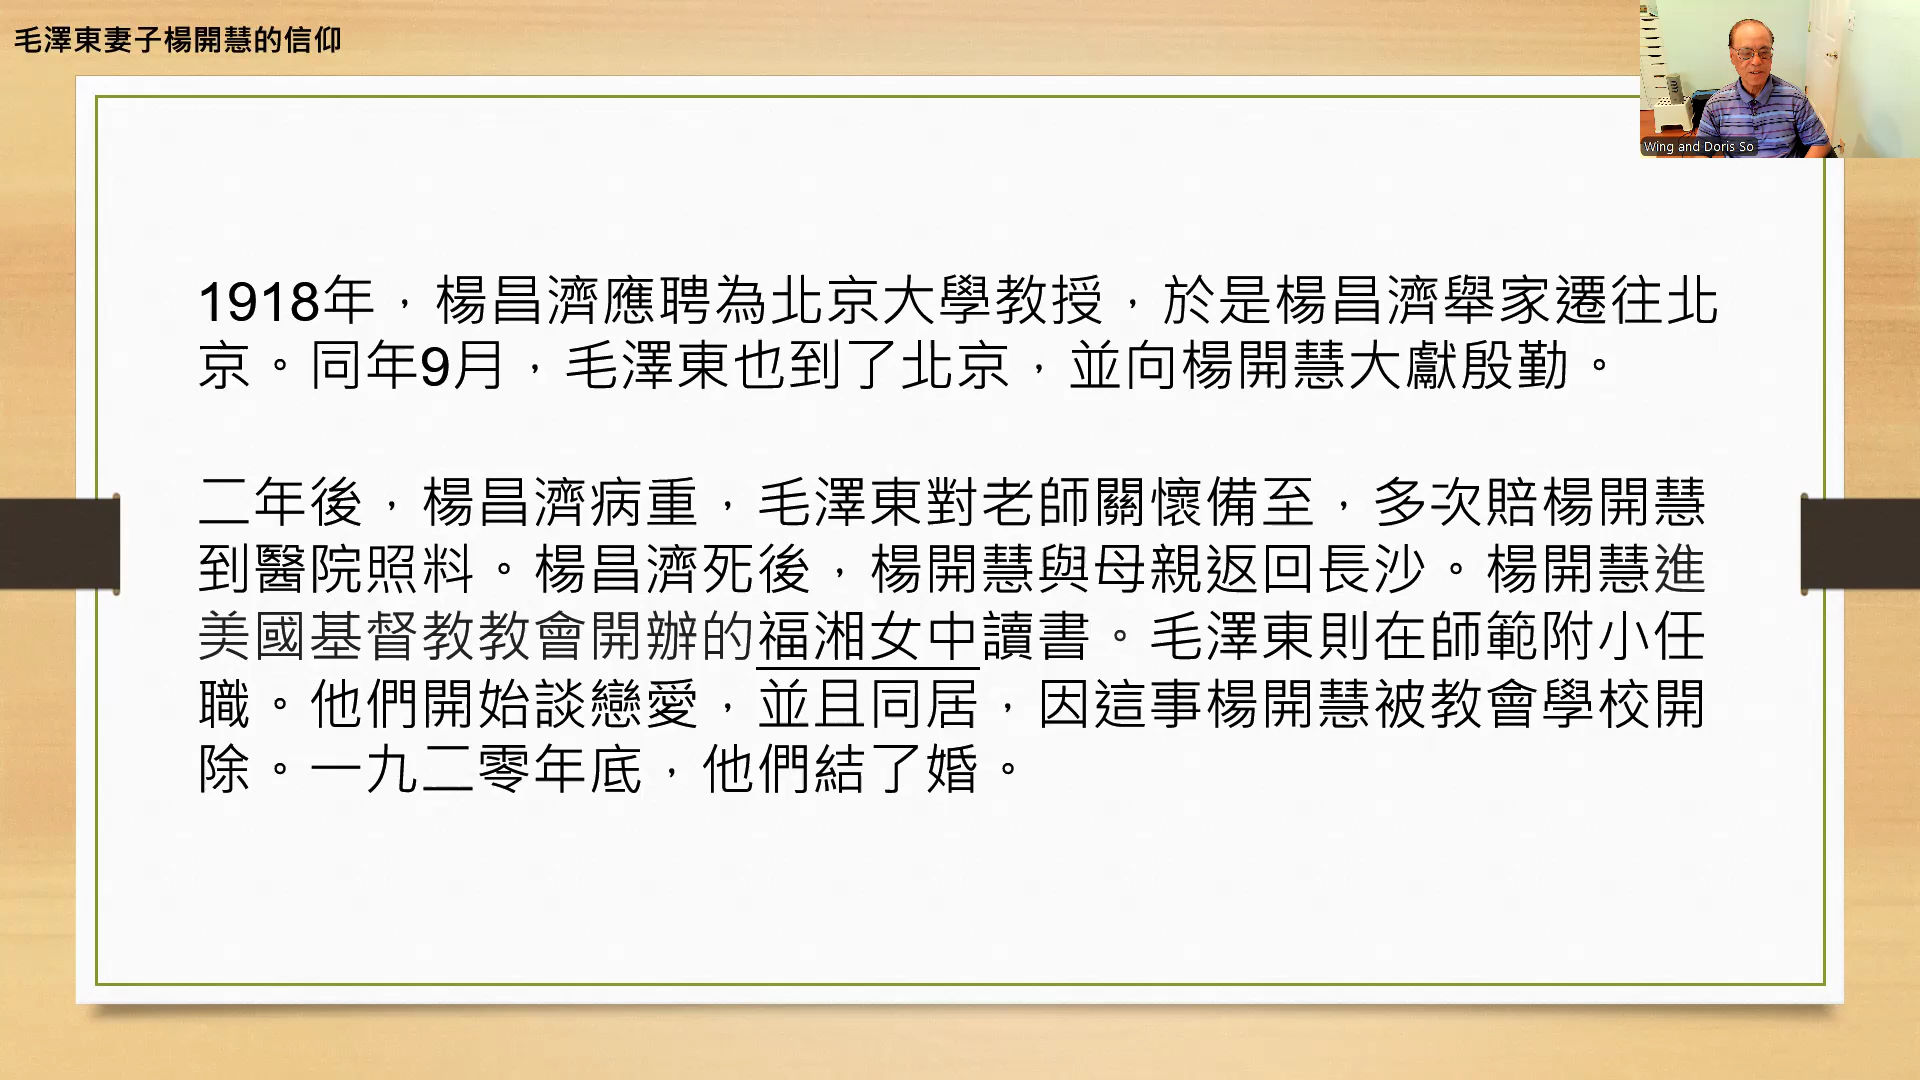 毛澤東妻子楊開慧的信仰
Wing and Doris So
1918年，楊昌濟應聘為北京大學教授，於是楊昌濟舉家遷往北
京。同年9月，毛澤東也到了北京，並向楊開慧大獻殷勤。
二年後，楊昌濟病重，毛澤東對老師關懷備至，多次賠楊開慧
到醫院照料。楊昌濟死後，楊開慧與母親返回長沙。楊開慧進
美國基督教教會開辦的福湘女中讀書。毛澤東則在師範附小任
職。他們開始談戀愛，並且同居，因這事楊開慧被教會學校開
除。一九二零年底，他們結了婚。